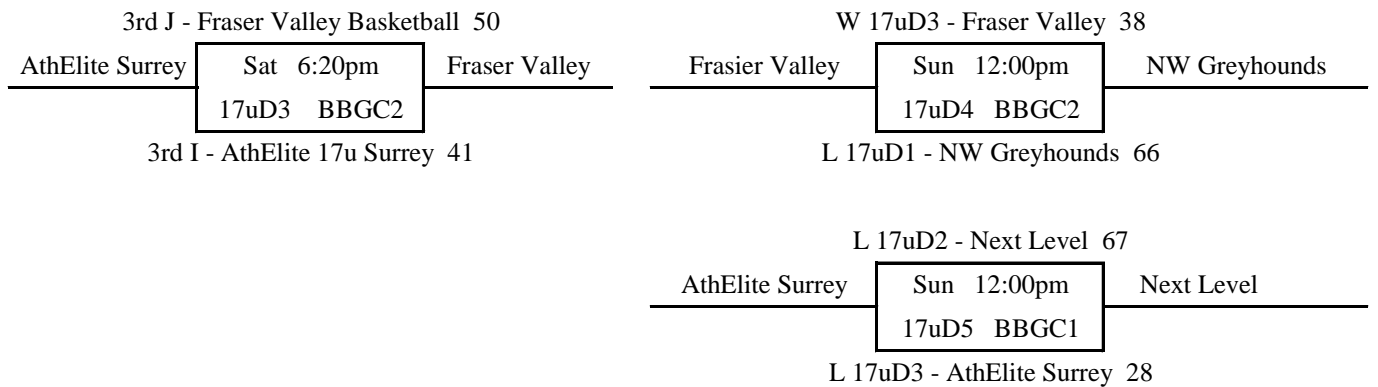 3rd J - Fraser Valley Basketball 50
AthElite Surrey Sat 6:20pm Fraser Valley
17uD3 BBGC2
3rd I - AthElite 17u Surrey 41
W 17uD3 - Fraser Valley 38
Frasier Valley Sun 12:00pm NW Greyhounds
17uD4 BBGC2
L 17uD1 - NW Greyhounds 66
L 17uD2 - Next Level 67
AthElite Surrey Sun 12:00pm Next Level
17uD5 BBGC1
L 17uD3 - AthElite Surrey 28